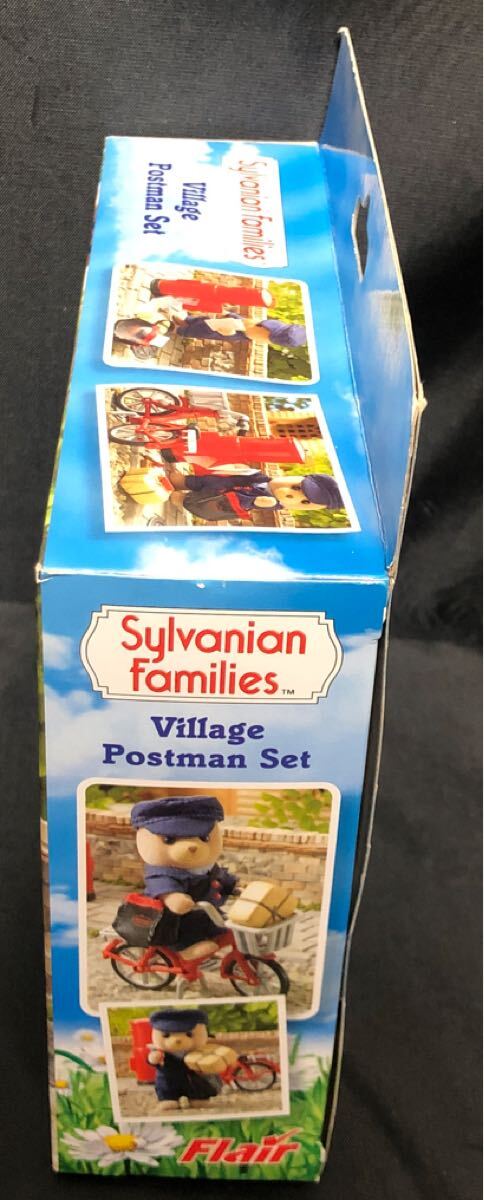 Sylvanian families
Village
Postman Set
Sylvanian
families™
Village
Postman Set
Flair